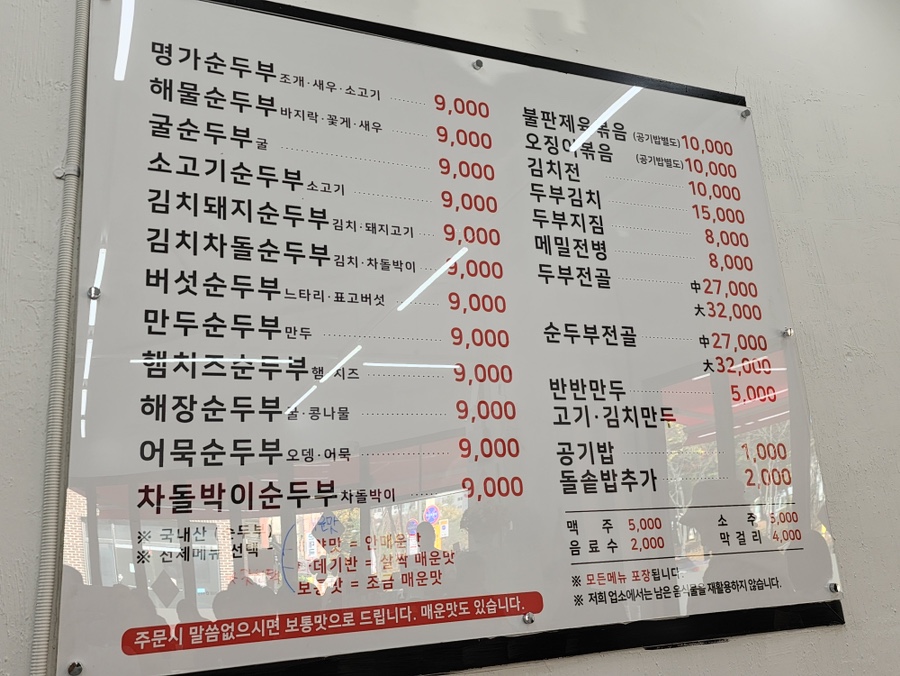 명가순두부 조개·새우·소고기 9,000
해물순두부 바지락·꽃게·새우 9,000
굴순두부 굴 9,000
소고기순두부 소고기 9,000
김치돼지순두부 김치·돼지고기 9,000
김치차돌순두부 김치·차돌박이 9,000
버섯순두부 느타리·표고버섯 9,000
만두순두부 만두 9,000
햄치즈순두부 햄 치즈 9,000
해장순두부 굴·콩나물 9,000
어묵순두부 오뎅·어묵 9,000
차돌박이순두부 차돌박이 9,000
※ 국내산 (순두부)
※ 전체메뉴 선택 -
= 안매운맛
= 살짝 매운맛
= 조금 매운맛
주문시 말씀없으시면 보통맛으로 드립니다. 매운맛도 있습니다.
불판제육볶음 (공기밥별도) 10,000
오징어볶음 (공기밥별도) 10,000
김치전 10,000
두부김치 15,000
두부지짐 8,000
메밀전병 8,000
두부전골 中 27,000
大 32,000
순두부전골 中 27,000
大 32,000
반반만두 5,000
고기·김치만두
공기밥 1,000
돌솥밥추가 2,000
맥 주 5,000 소 주 5,000
음료수 2,000 막걸리 4,000
※ 모든메뉴 포장됩니다.
※ 저희 업소에서는 남은 음식물을 재활용하지 않습니다.